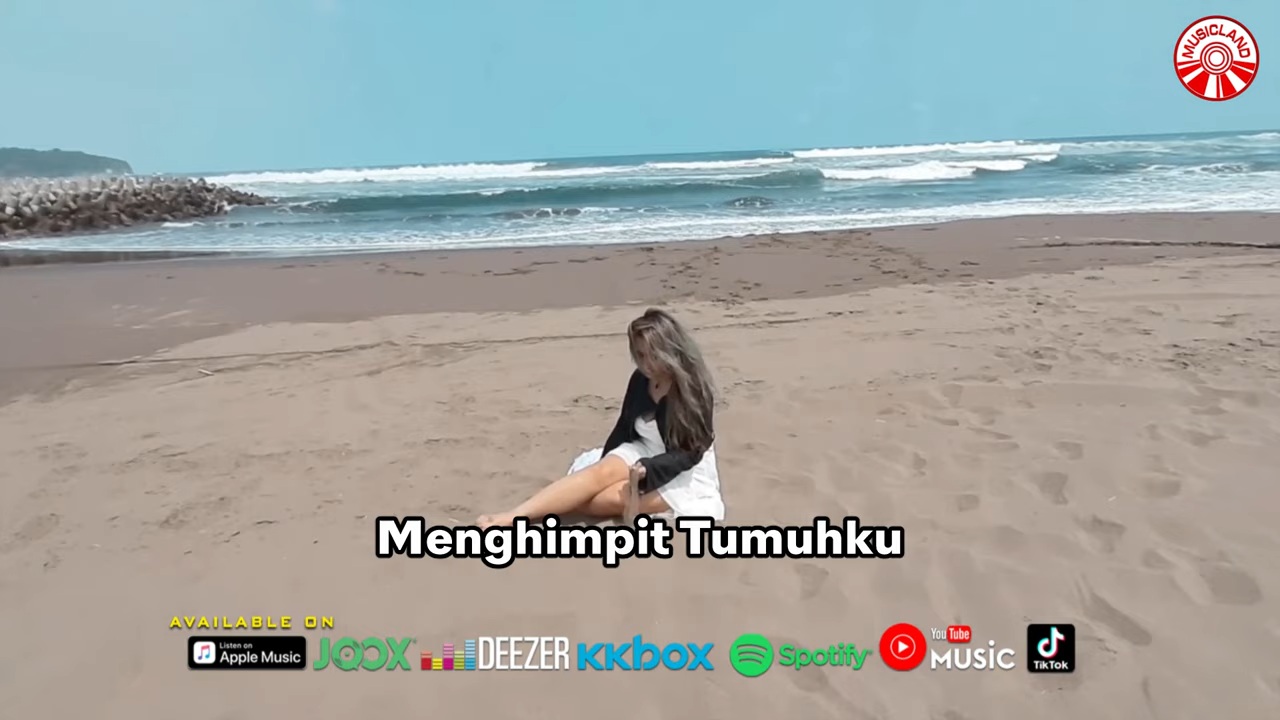 MUSICLAND
Menghimpit Tumuhku
AVAILABLE ON
Listen on
Apple Music
JOOX
DEEZER
KKBOX
Spotify
YouTube
MUSIC
TikTok